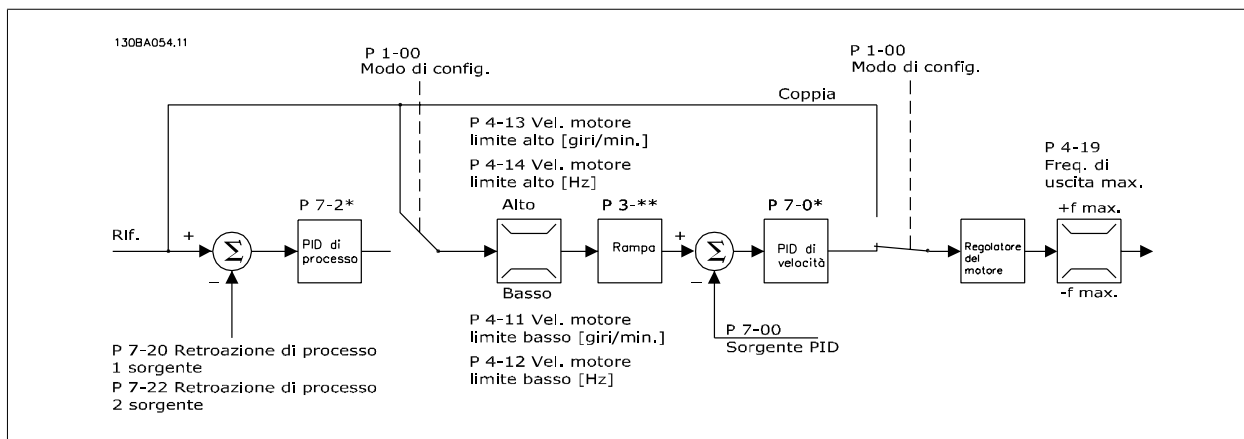 130BA054.11
P 1-00
Modo di config.
P 1-00
Modo di config.
Coppia
P 4-13 Vel. motore
limite alto [giri/min.]
P 4-14 Vel. motore
limite alto [Hz]
P 4-19
Freq. di
uscita max.
P 7-2*
Alto
P 3-**
P 7-0*
+f max.
RIf.
+
Σ
PID di
processo
Rampa
+
Σ
PID di
velocità
Regolatore
del
motore
–
Basso
–
-f max.
P 7-20 Retroazione di processo
1 sorgente
P 7-22 Retroazione di processo
2 sorgente
P 4-11 Vel. motore
limite basso [giri/min.]
P 4-12 Vel. motore
limite basso [Hz]
P 7-00
Sorgente PID